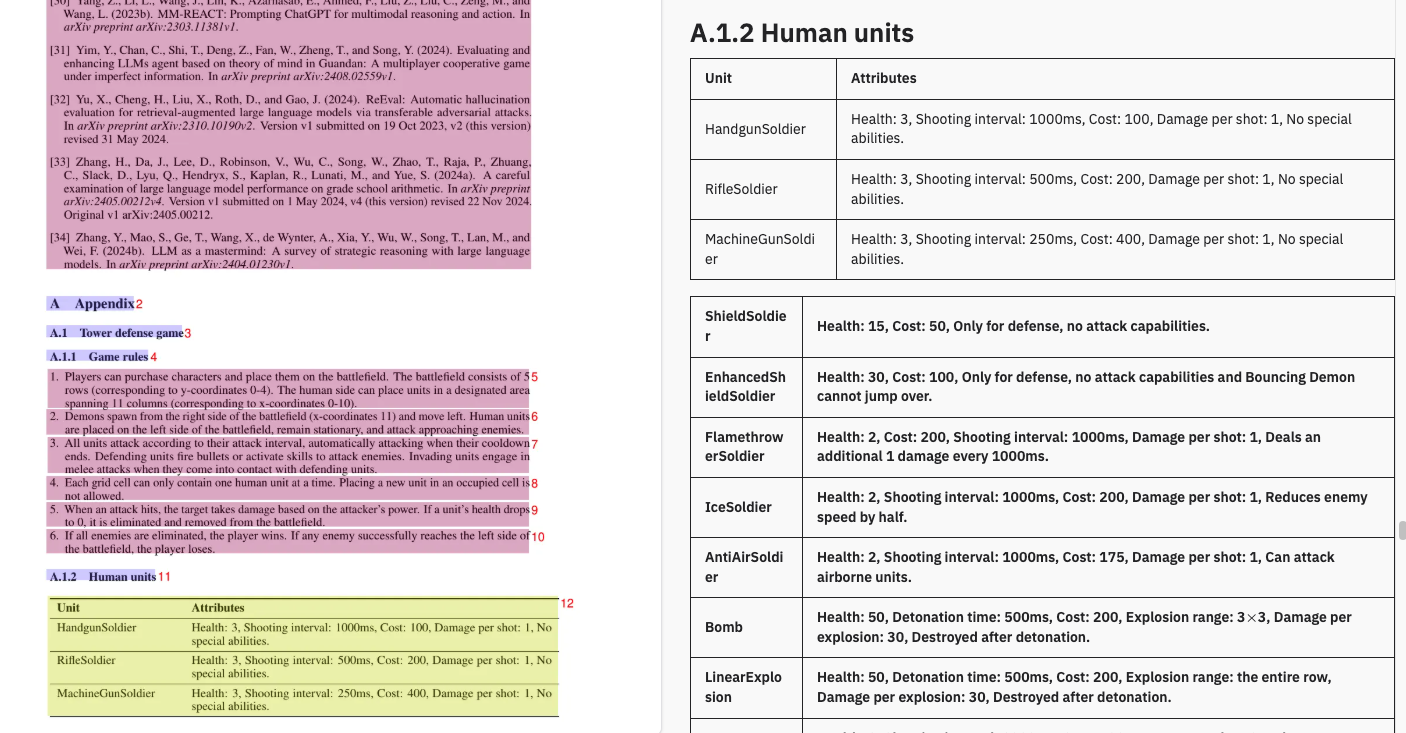 [30] Yang, Z., Li, L., Wang, J., Lin, K., Azarnasab, E., Ahmed, F., Liu, Z., Liu, C., Zeng, M., and
Wang, L. (2023b). MM-REACT: Prompting ChatGPT for multimodal reasoning and action. In
arXiv preprint arXiv:2303.11381v1.
[31] Yim, Y., Chan, C., Shi, T., Deng, Z., Fan, W., Zheng, T., and Song, Y. (2024). Evaluating and
enhancing LLMs agent based on theory of mind in Guandan: A multiplayer cooperative game
under imperfect information. In arXiv preprint arXiv:2408.02559v1.
[32] Yu, X., Cheng, H., Liu, X., Roth, D., and Gao, J. (2024). ReEval: Automatic hallucination
evaluation for retrieval-augmented large language models via transferable adversarial attacks.
In arXiv preprint arXiv:2310.10190v2. Version v1 submitted on 19 Oct 2023, v2 (this version)
revised 31 May 2024.
[33] Zhang, H., Da, J., Lee, D., Robinson, V., Wu, C., Song, W., Zhao, T., Raja, P., Zhuang,
C., Slack, D., Lyu, Q., Hendryx, S., Kaplan, R., Lunati, M., and Yue, S. (2024a). A careful
examination of large language model performance on grade school arithmetic. In arXiv preprint
arXiv:2405.00212v4. Version v1 submitted on 1 May 2024, v4 (this version) revised 22 Nov 2024.
Original v1 arXiv:2405.00212.
[34] Zhang, Y., Mao, S., Ge, T., Wang, X., de Wynter, A., Xia, Y., Wu, W., Song, T., Lan, M., and
Wei, F. (2024b). LLM as a mastermind: A survey of strategic reasoning with large language
models. In arXiv preprint arXiv:2404.01230v1.
A Appendix 2
A.1 Tower defense game 3
A.1.1 Game rules 4
1. Players can purchase characters and place them on the battlefield. The battlefield consists of 5 5
rows (corresponding to y-coordinates 0-4). The human side can place units in a designated area
spanning 11 columns (corresponding to x-coordinates 0-10).
2. Demons spawn from the right side of the battlefield (x-coordinates 11) and move left. Human units 6
are placed on the left side of the battlefield, remain stationary, and attack approaching enemies.
3. All units attack according to their attack interval, automatically attacking when their cooldown 7
ends. Defending units fire bullets or activate skills to attack enemies. Invading units engage in
melee attacks when they come into contact with defending units.
4. Each grid cell can only contain one human unit at a time. Placing a new unit in an occupied cell is 8
not allowed.
5. When an attack hits, the target takes damage based on the attacker's power. If a unit's health drops 9
to 0, it is eliminated and removed from the battlefield.
6. If all enemies are eliminated, the player wins. If any enemy successfully reaches the left side of 10
the battlefield, the player loses.
A.1.2 Human units 11
12
Unit Attributes
HandgunSoldier Health: 3, Shooting interval: 1000ms, Cost: 100, Damage per shot: 1, No
special abilities.
RifleSoldier Health: 3, Shooting interval: 500ms, Cost: 200, Damage per shot: 1, No
special abilities.
MachineGunSoldier Health: 3, Shooting interval: 250ms, Cost: 400, Damage per shot: 1, No
special abilities.
A.1.2 Human units
Unit Attributes
HandgunSoldier Health: 3, Shooting interval: 1000ms, Cost: 100, Damage per shot: 1, No special
abilities.
RifleSoldier Health: 3, Shooting interval: 500ms, Cost: 200, Damage per shot: 1, No special
abilities.
MachineGunSoldi Health: 3, Shooting interval: 250ms, Cost: 400, Damage per shot: 1, No special
er abilities.
ShieldSoldie Health: 15, Cost: 50, Only for defense, no attack capabilities.
r
EnhancedSh Health: 30, Cost: 100, Only for defense, no attack capabilities and Bouncing Demon
ieldSoldier cannot jump over.
Flamethrow Health: 2, Cost: 200, Shooting interval: 1000ms, Damage per shot: 1, Deals an
erSoldier additional 1 damage every 1000ms.
IceSoldier Health: 2, Shooting interval: 1000ms, Cost: 200, Damage per shot: 1, Reduces enemy
speed by half.
AntiAirSoldi Health: 2, Shooting interval: 1000ms, Cost: 175, Damage per shot: 1, Can attack
er airborne units.
Bomb Health: 50, Detonation time: 500ms, Cost: 200, Explosion range: 3×3, Damage per
explosion: 30, Destroyed after detonation.
LinearExplo Health: 50, Detonation time: 500ms, Cost: 200, Explosion range: the entire row,
sion Damage per explosion: 30, Destroyed after detonation.